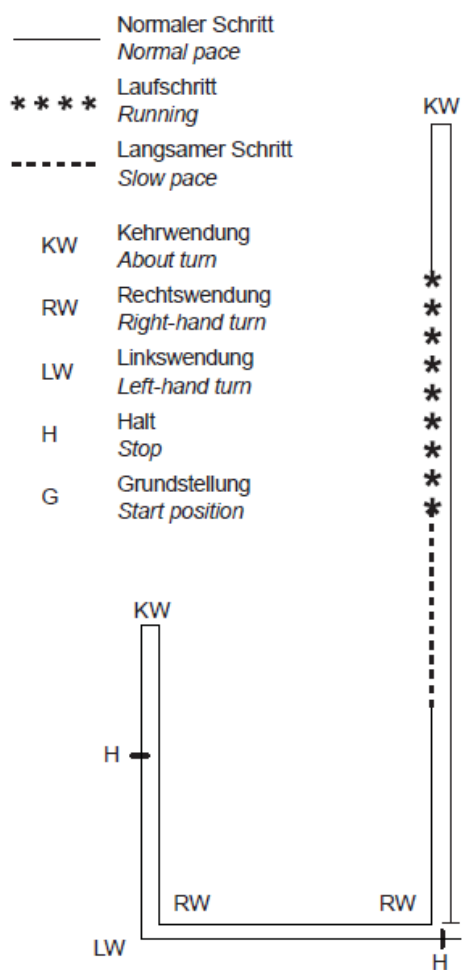 Normaler Schritt
Normal pace
Laufschritt
Running
KW
Langsamer Schritt
Slow pace
KW
Kehrwendung
About turn
RW
Rechtswendung
Right-hand turn
LW
Linkswendung
Left-hand turn
H
Halt
Stop
G
Grundstellung
Start position
KW
H
RW
RW
LW
H